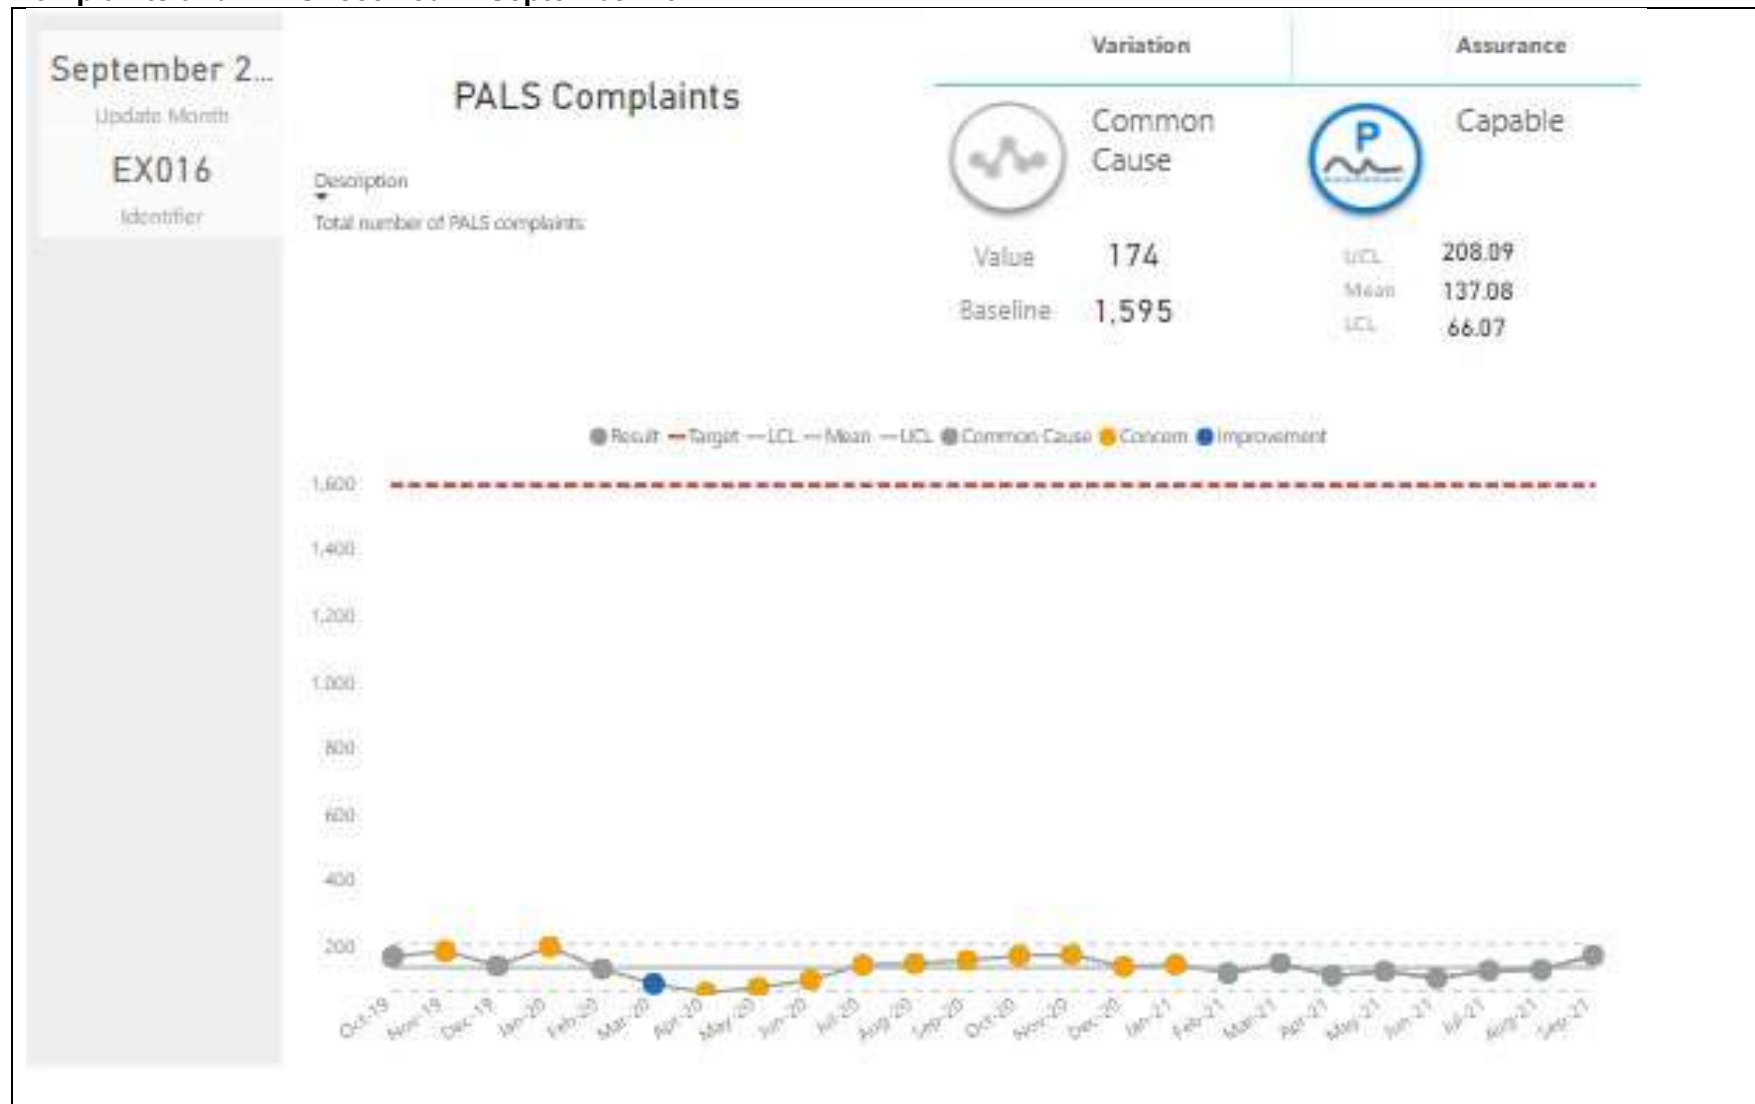 September 2...
Update Month
EX016
Identifier
PALS Complaints
Description
Total number of PALS complaints
Variation
Assurance
Common
Cause
Capable
Value 174
Baseline 1,595
UCL 208.09
Mean 137.08
LCL 66.07
Result Target LCL Mean UCL Common Cause Concern Improvement
1,600
1,400
1,200
1,000
800
600
400
200
Oct-19 Nov-19 Dec-19 Jan-20 Feb-20 Mar-20 Apr-20 May-20 Jun-20 Jul-20 Aug-20 Sep-20 Oct-20 Nov-20 Dec-20 Jan-21 Feb-21 Mar-21 Apr-21 May-21 Jun-21 Jul-21 Aug-21 Sep-21
P